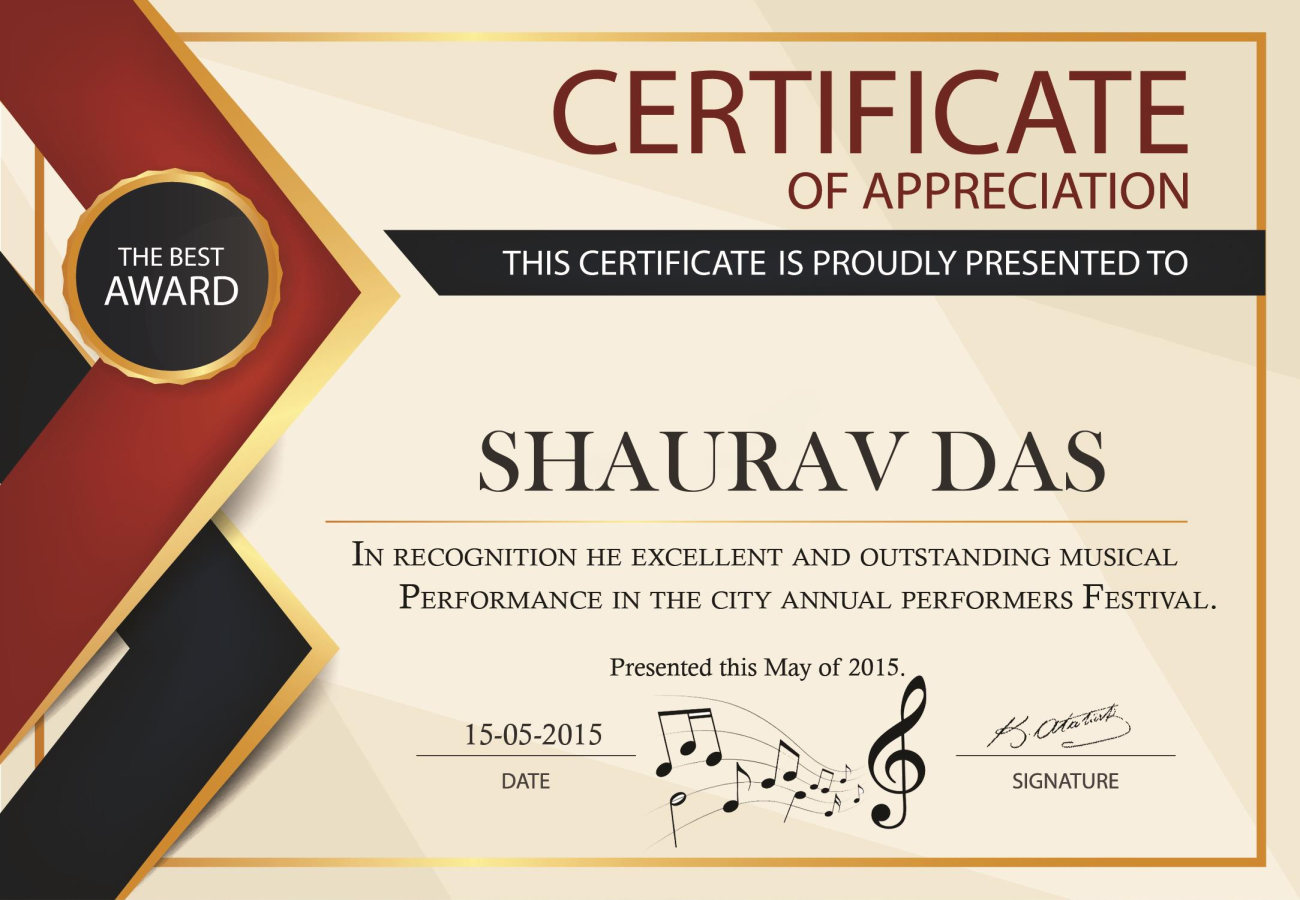 CERTIFICATE
OF APPRECIATION
THE BEST
AWARD
THIS CERTIFICATE IS PROUDLY PRESENTED TO
SHAURAV DAS
IN RECOGNITION HE EXCELLENT AND OUTSTANDING MUSICAL
PERFORMANCE IN THE CITY ANNUAL PERFORMERS FESTIVAL.
Presented this May of 2015.
15-05-2015
DATE
SIGNATURE